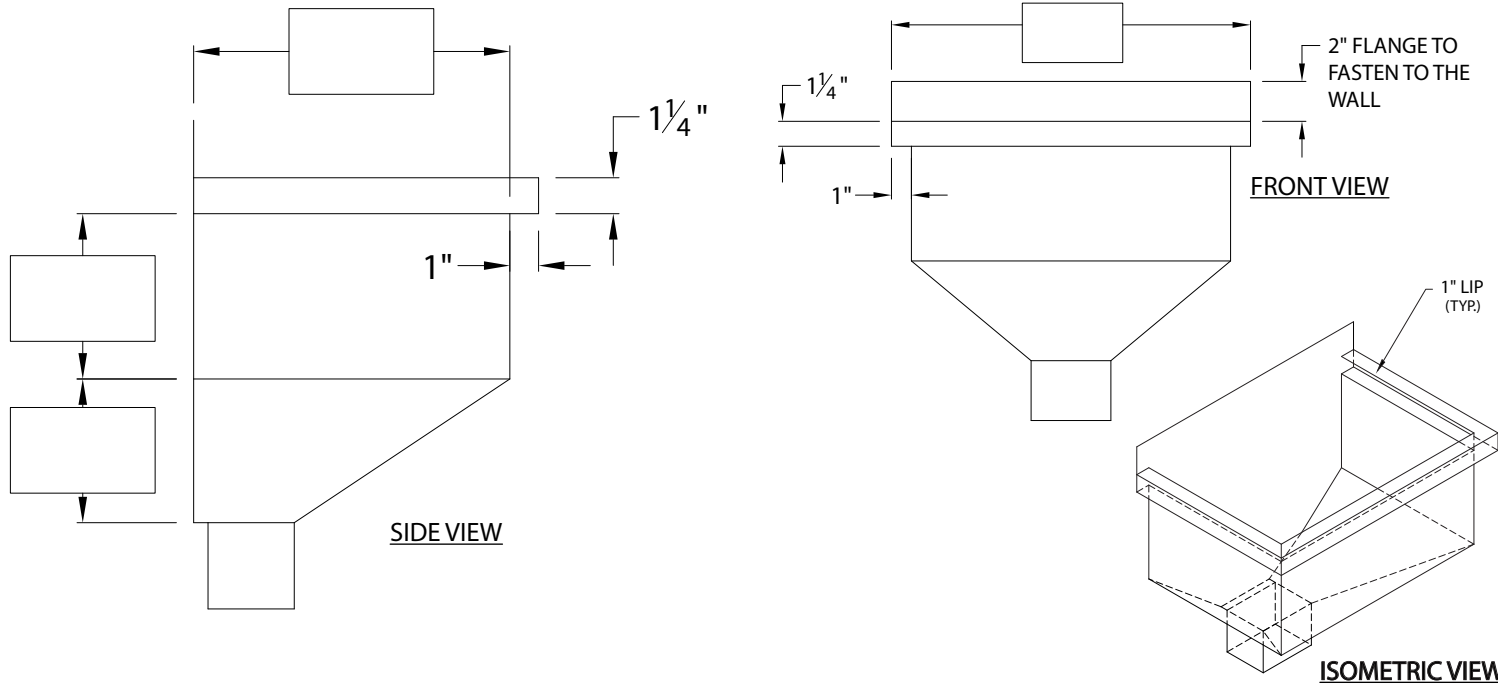 1¼"
1"
SIDE VIEW
1¼"
2" FLANGE TO
FASTEN TO THE
WALL
1"
FRONT VIEW
1" LIP
(TYP.)
ISOMETRIC VIEW